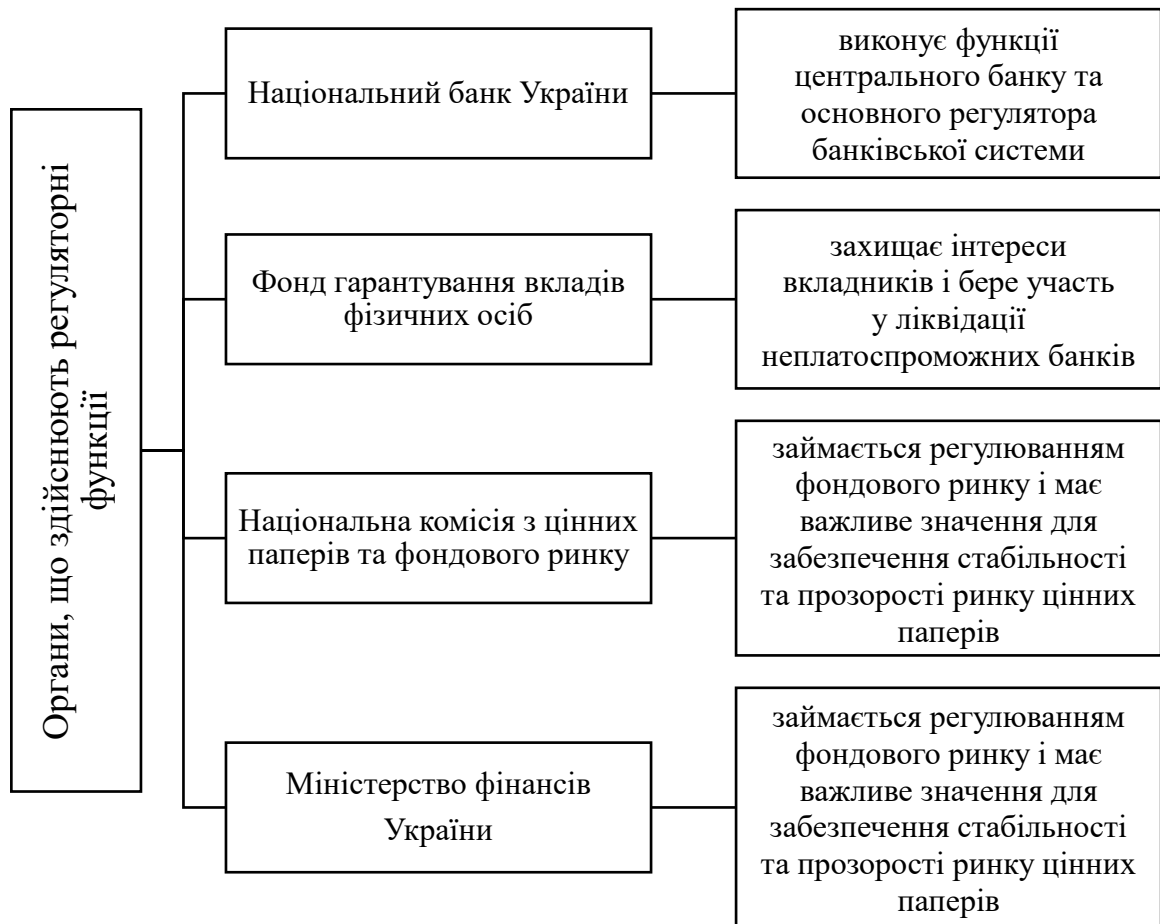 Органи, що здійснюють регуляторні
функції
Національний банк України
виконує функції
центрального банку та
основного регулятора
банківської системи
Фонд гарантування вкладів
фізичних осіб
захищає інтереси
вкладників і бере участь
у ліквідації
неплатоспроможних банків
Національна комісія з цінних
паперів та фондового ринку
займається регулюванням
фондового ринку і має
важливе значення для
забезпечення стабільності
та прозорості ринку цінних
паперів
Міністерство фінансів
України
займається регулюванням
фондового ринку і має
важливе значення для
забезпечення стабільності
та прозорості ринку цінних
паперів